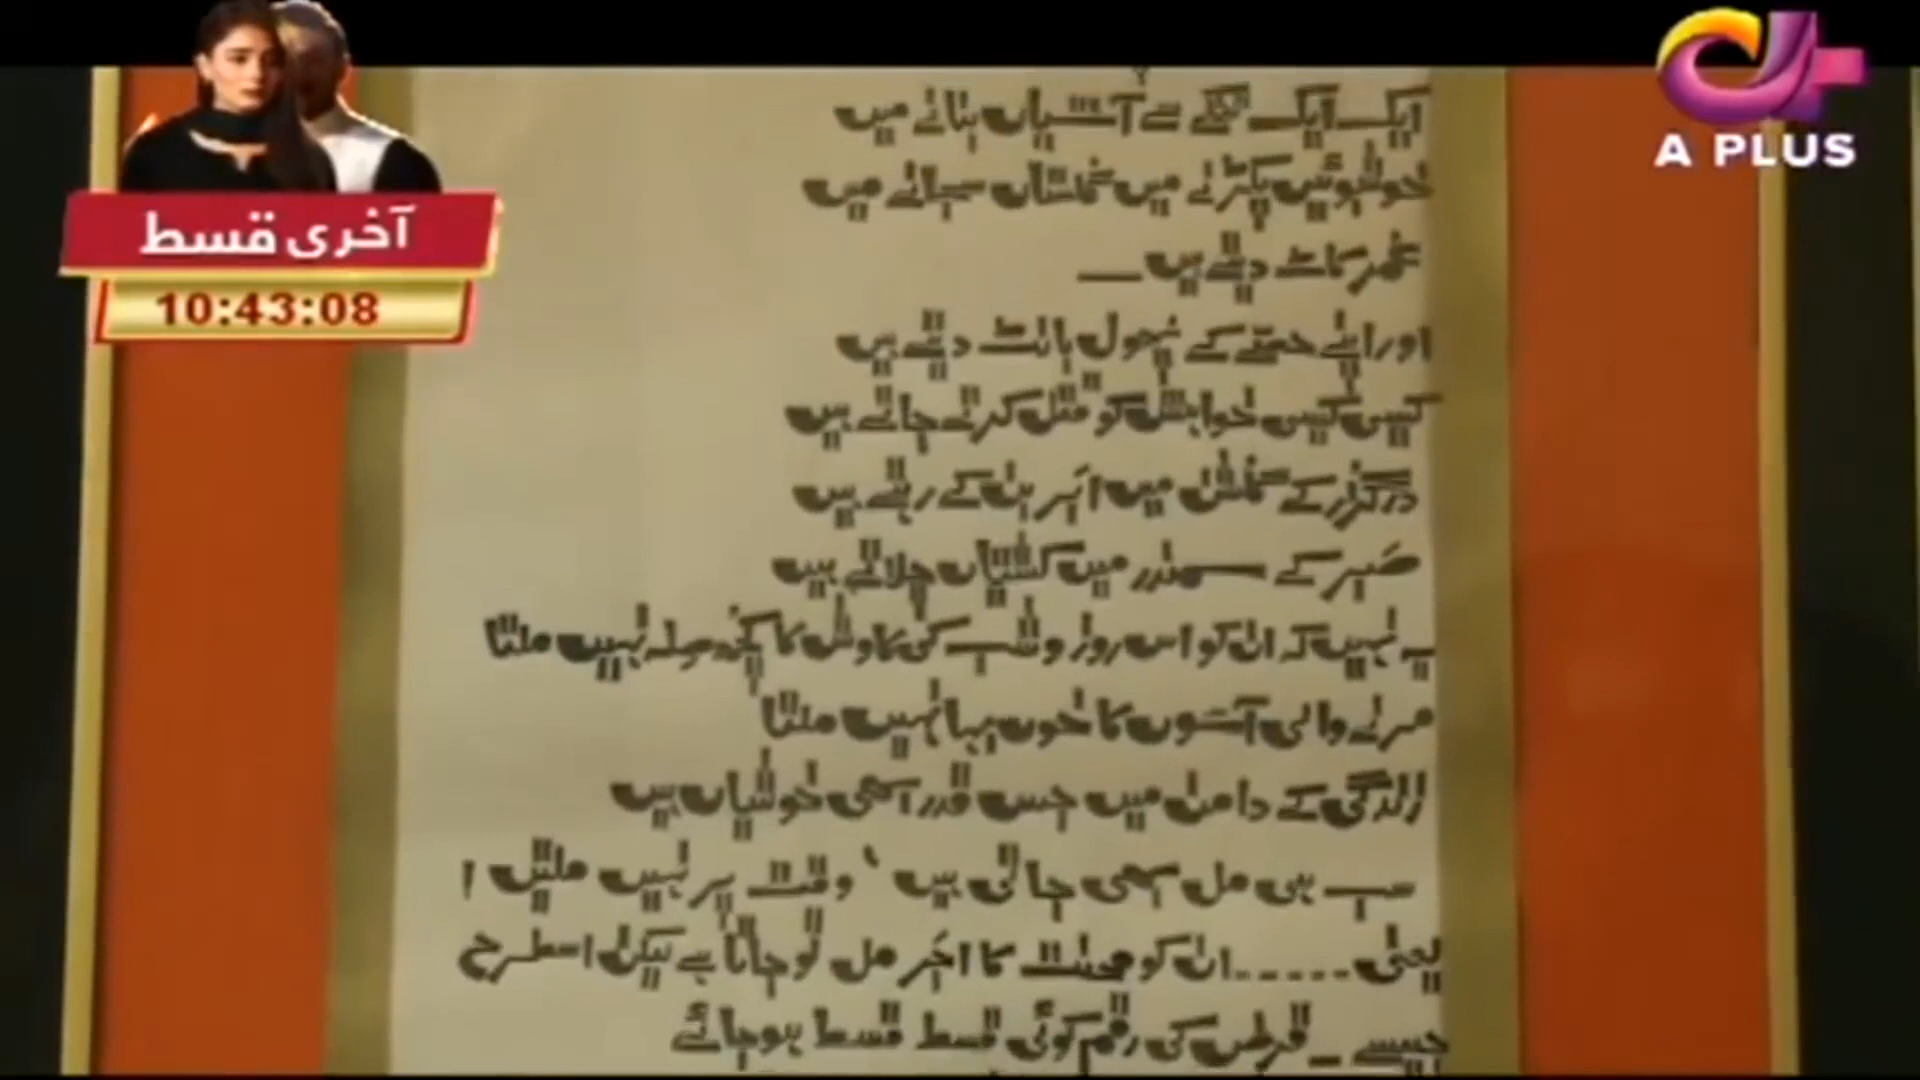 A PLUS
آخری قسط
10:43:08
ایک ایک تنکے سے آشیاں بنانے میں
خوشبوئیں پکڑنے میں گلستاں سجانے میں
عمر کاٹ دیتے ہیں
اور اپنے حصّے کے پھول بانٹ دیتے ہیں
کیسی کیسی خواہش کو قتل کرتے جاتے ہیں
درگزر کے گلشن میں ابر بن کے رہتے ہیں
صَبر کے سمندر میں کشتیاں چلاتے ہیں
یہ نہیں کہ ان کو اس روز و شب کی کاوش کا کچھ صِلہ نہیں ملتا
مرنے والی آسوں کا خوں بہا نہیں ملتا
زندگی کے دامن میں جس قدر بھی خوشیاں ہیں
سب ہی مل بھی جاتی ہیں، وقت پر نہیں ملتیں!
یعنی.....ان کو محنت کا اجَر مل تو جاتا ہے لیکن اسطرح
جیسے _ قرض کی رقم کوئی قسط قسط ہو جائے